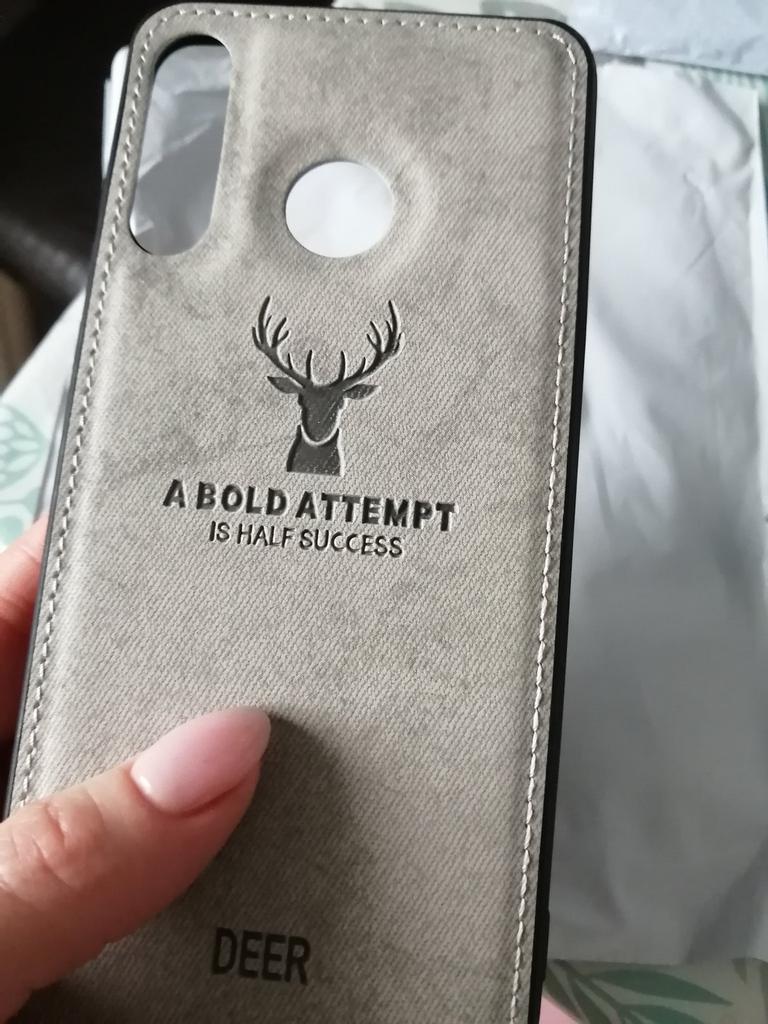 A BOLD ATTEMPT
IS HALF SUCCESS
DEER